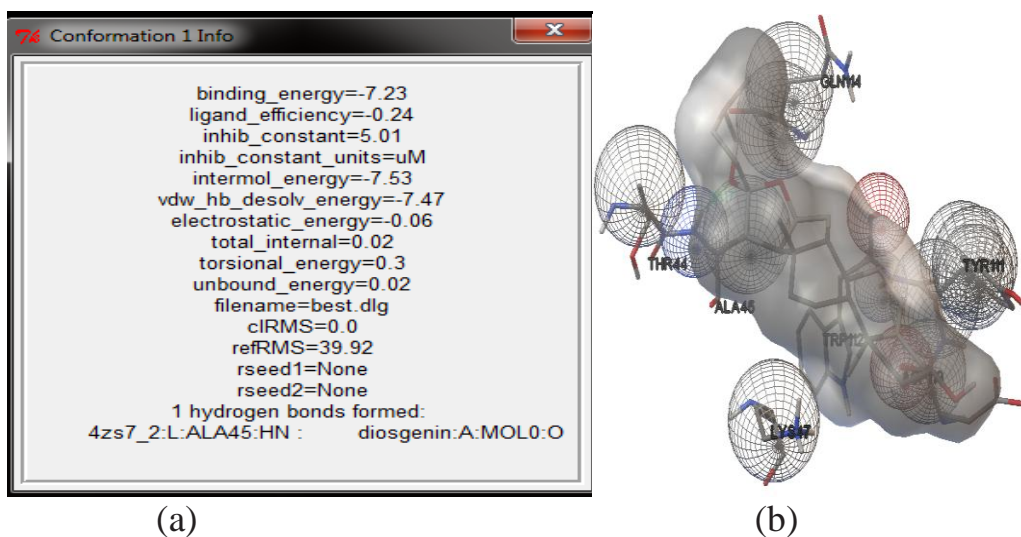 Conformation 1 Info
binding_energy=-7.23
ligand_efficiency=-0.24
inhib_constant=5.01
inhib_constant_units=uM
intermol_energy=-7.53
vdw_hb_desolv_energy=-7.47
electrostatic_energy=-0.06
total_internal=0.02
torsional_energy=0.3
unbound_energy=0.02
filename=best.dlg
clRMS=0.0
refRMS=39.92
rseed1=None
rseed2=None
1 hydrogen bonds formed:
4zs7_2:L:ALA45:HN : diosgenin:A:MOL0:O
(a)
GLN114
THR44
ALA45
TYR111
TRP112
LYS47
(b)